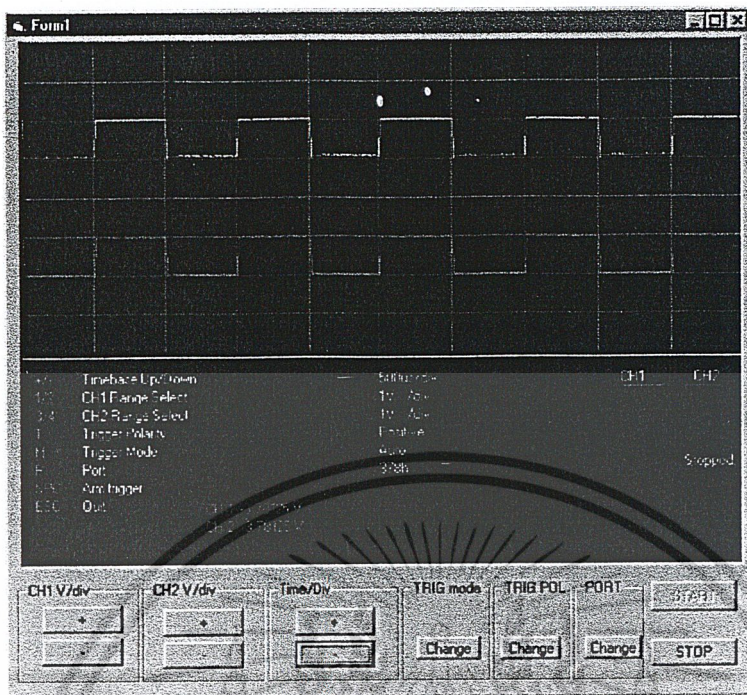 Form1
Timebase Up/Down
CH1 CH2
CH1 Range Select
CH2 Range Select
Trigger Polarity Positive
Trigger Mode Auto
Port 378h
Stopped
Arm trigger
ESC Quit
CH1 V/div CH2 V/div Time/Div TRIG mode TRIG POL PORT
START
+ + +
- - - Change Change Change STOP